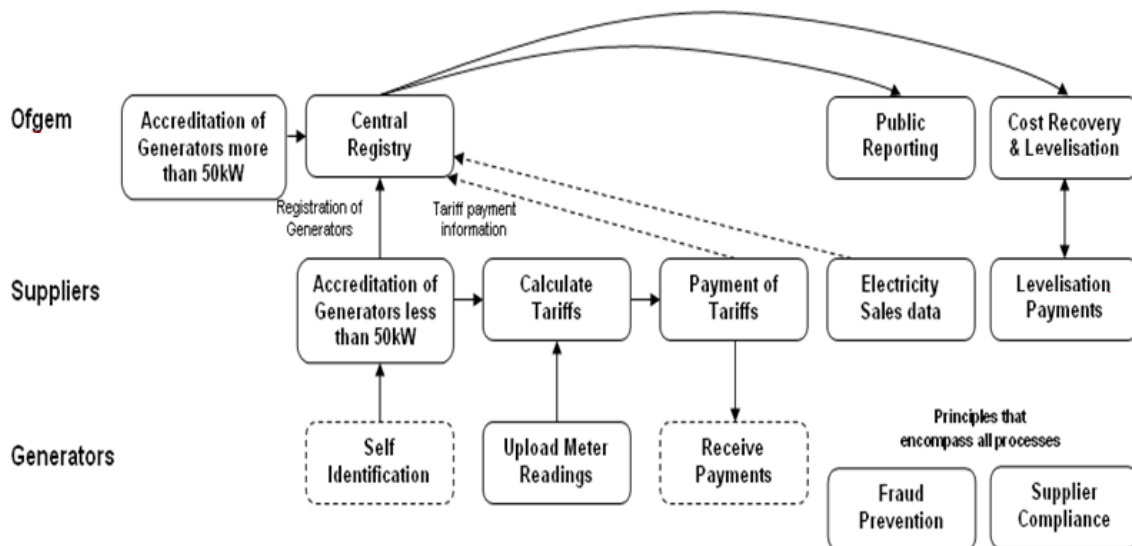 Ofgem
Accreditation of
Generators more
than 50kW
Central
Registry
Public
Reporting
Cost Recovery
& Levelisation
Registration of
Generators
Tariff payment
information
Suppliers
Accreditation of
Generators less
than 50kW
Calculate
Tariffs
Payment of
Tariffs
Electricity
Sales data
Levelisation
Payments
Generators
Self
Identification
Upload Meter
Readings
Receive
Payments
Principles that
encompass all processes
Fraud
Prevention
Supplier
Compliance